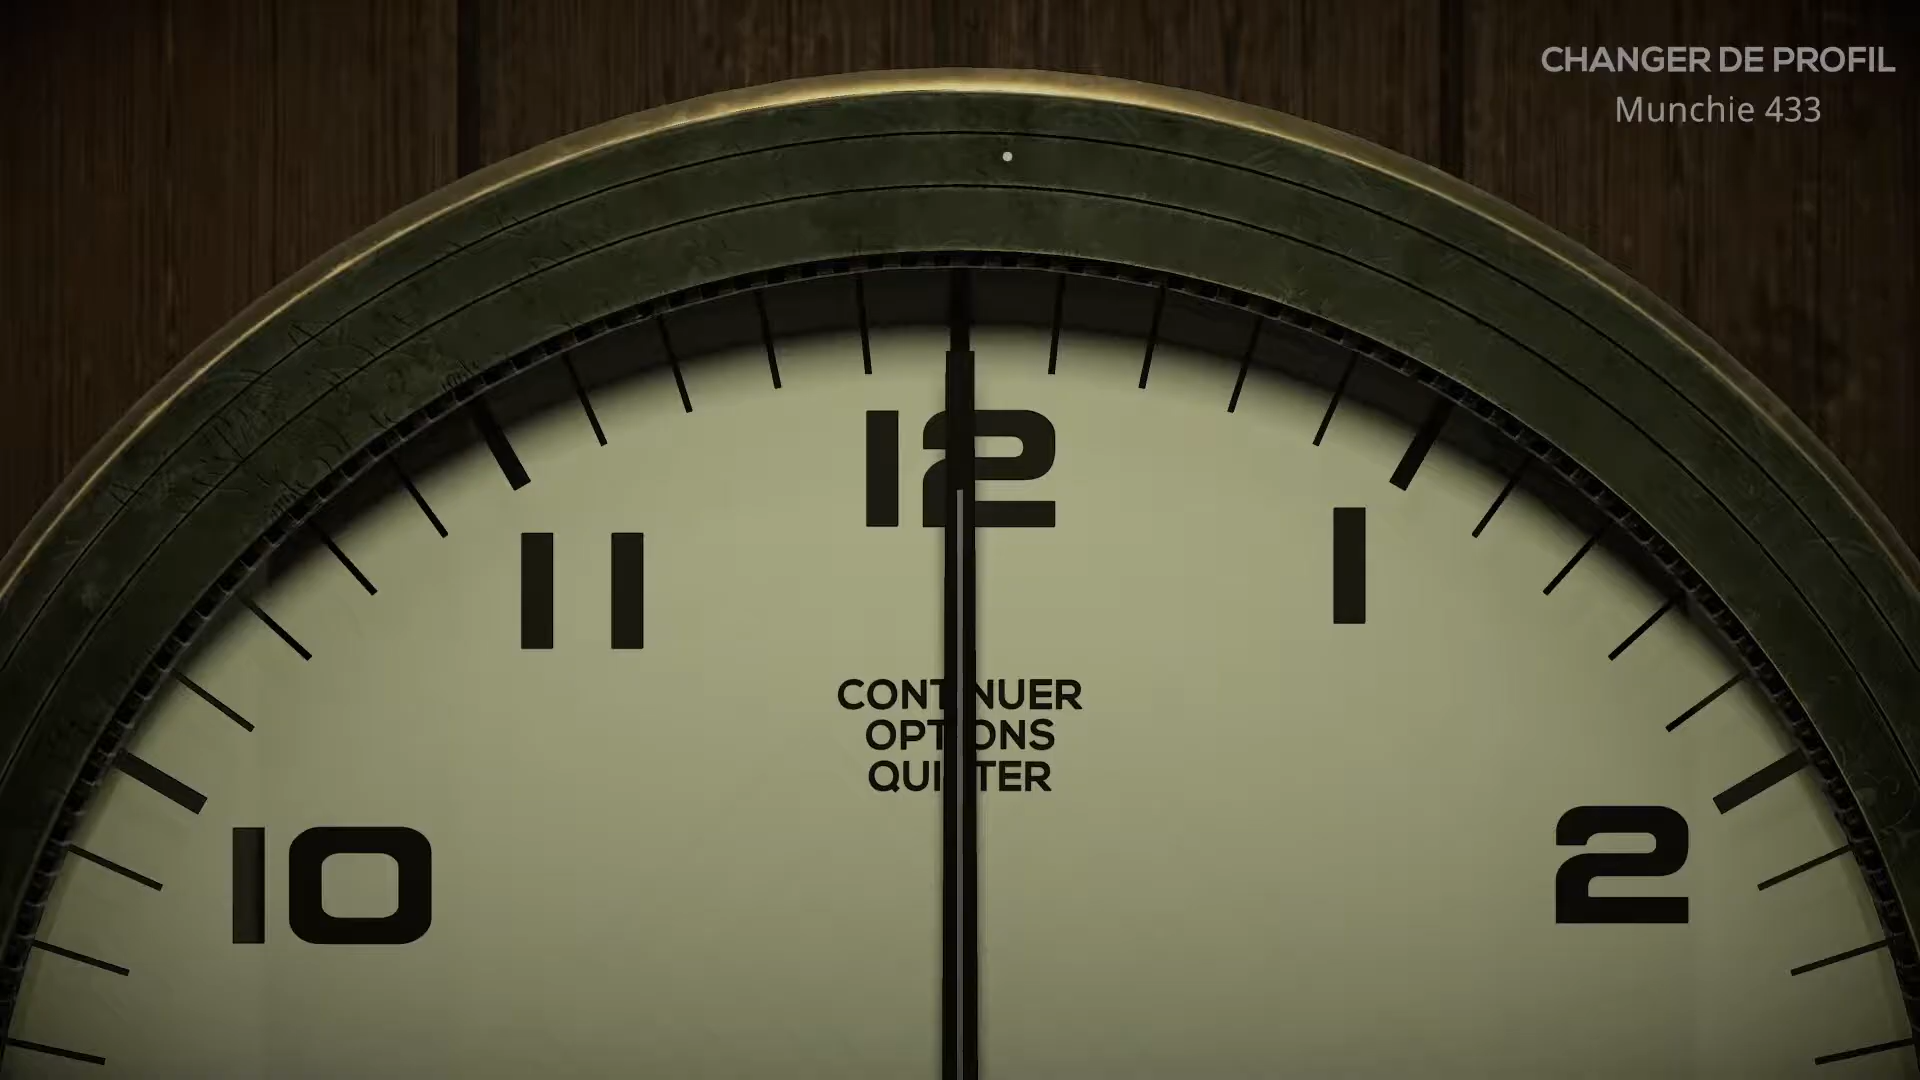 CHANGER DE PROFIL
Munchie 433
12
11
1
CONTINUER
OPTIONS
QUITTER
10
2